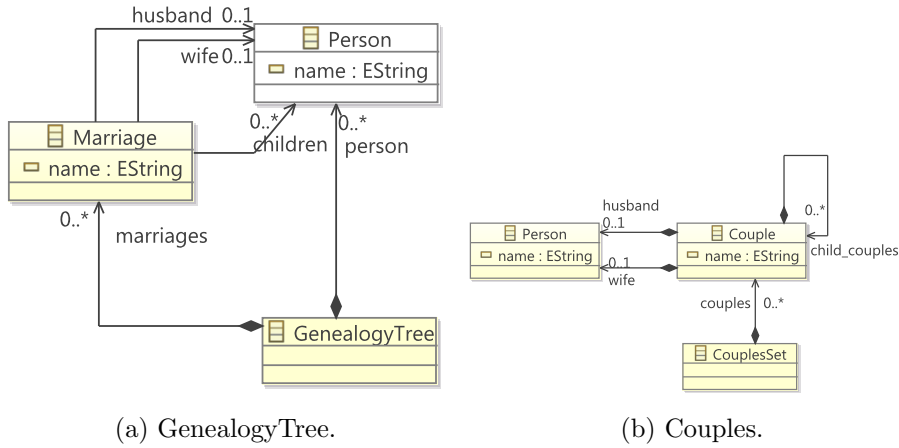 husband 0..1
Person
wife 0..1
name : EString
0..*
children
0..*
person
Marriage
name : EString
0..*
marriages
GenealogyTree
husband
0..1
Person
name : EString
0..1
wife
Couple
name : EString
0..*
child_couples
couples 0..*
CouplesSet
(a) GenealogyTree.
(b) Couples.